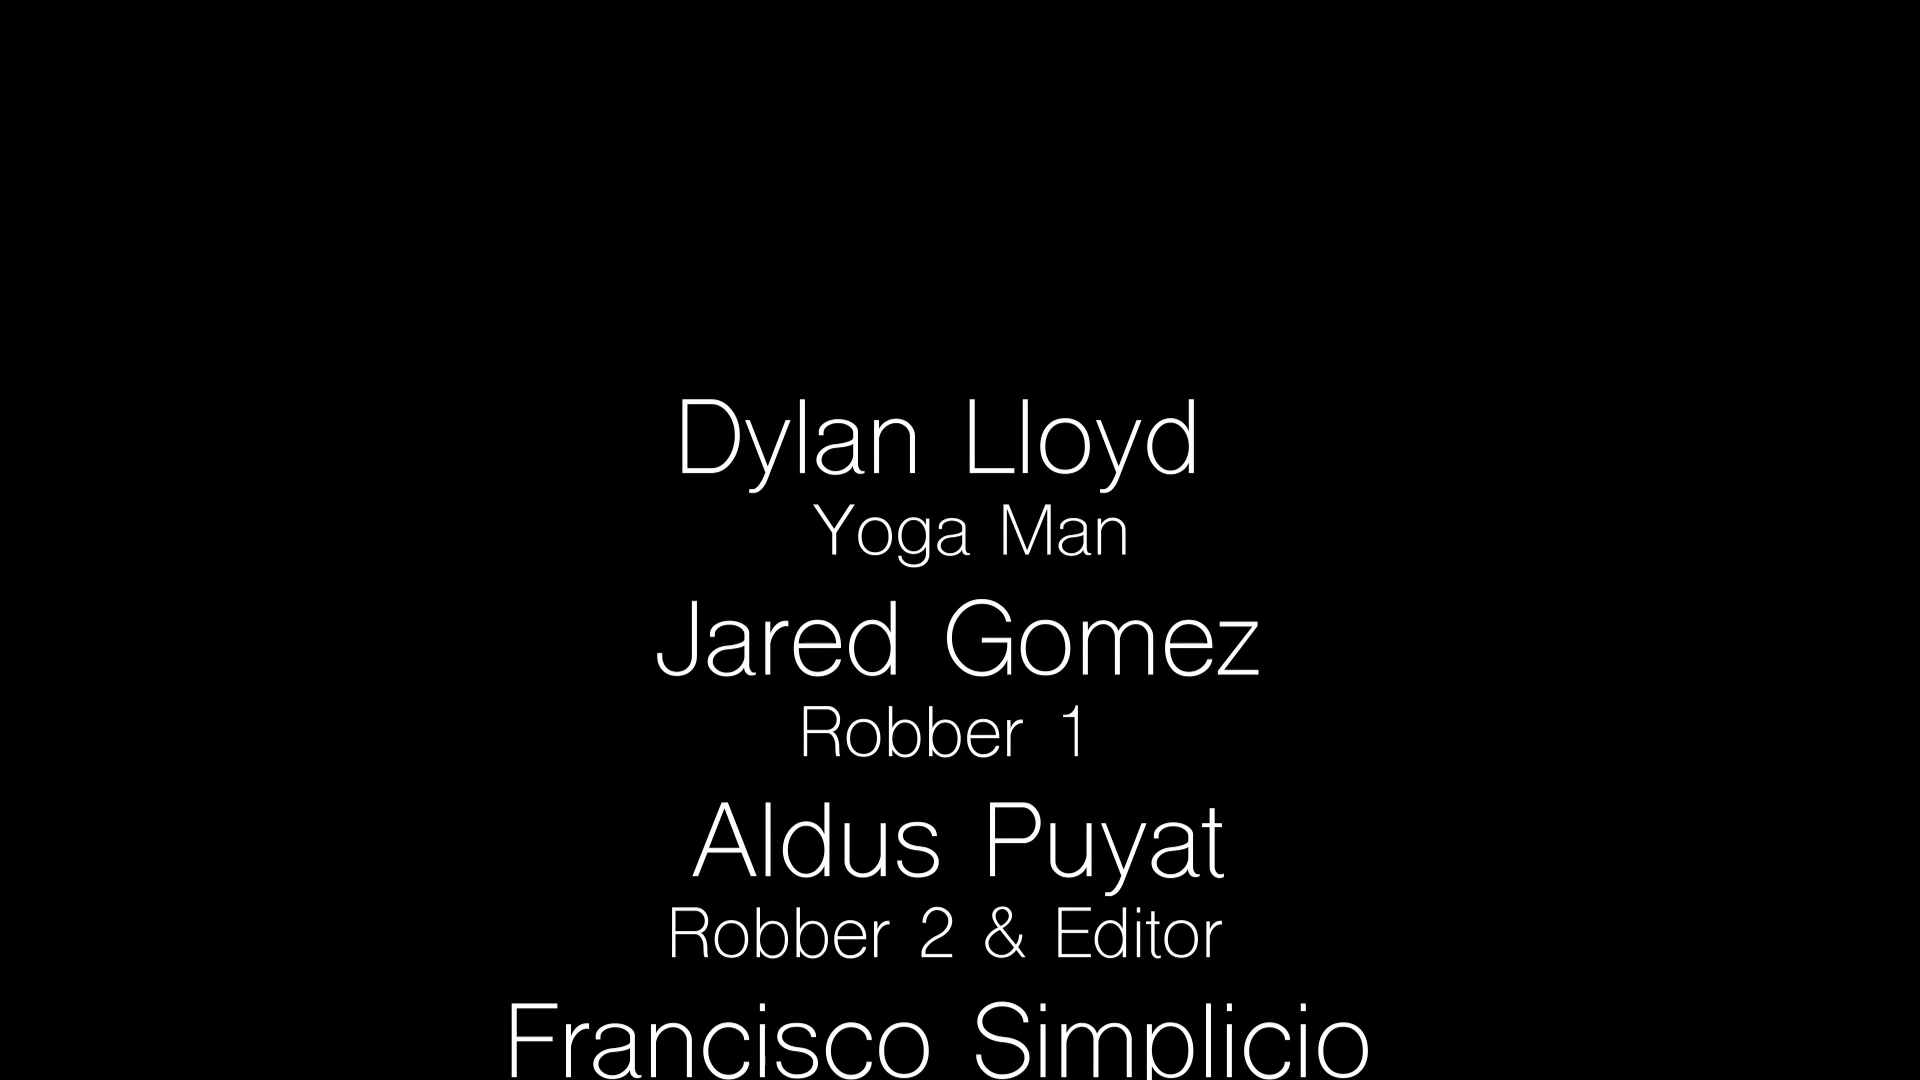 Dylan Lloyd
Yoga Man
Jared Gomez
Robber 1
Aldus Puyat
Robber 2 & Editor
Francisco Simplicio